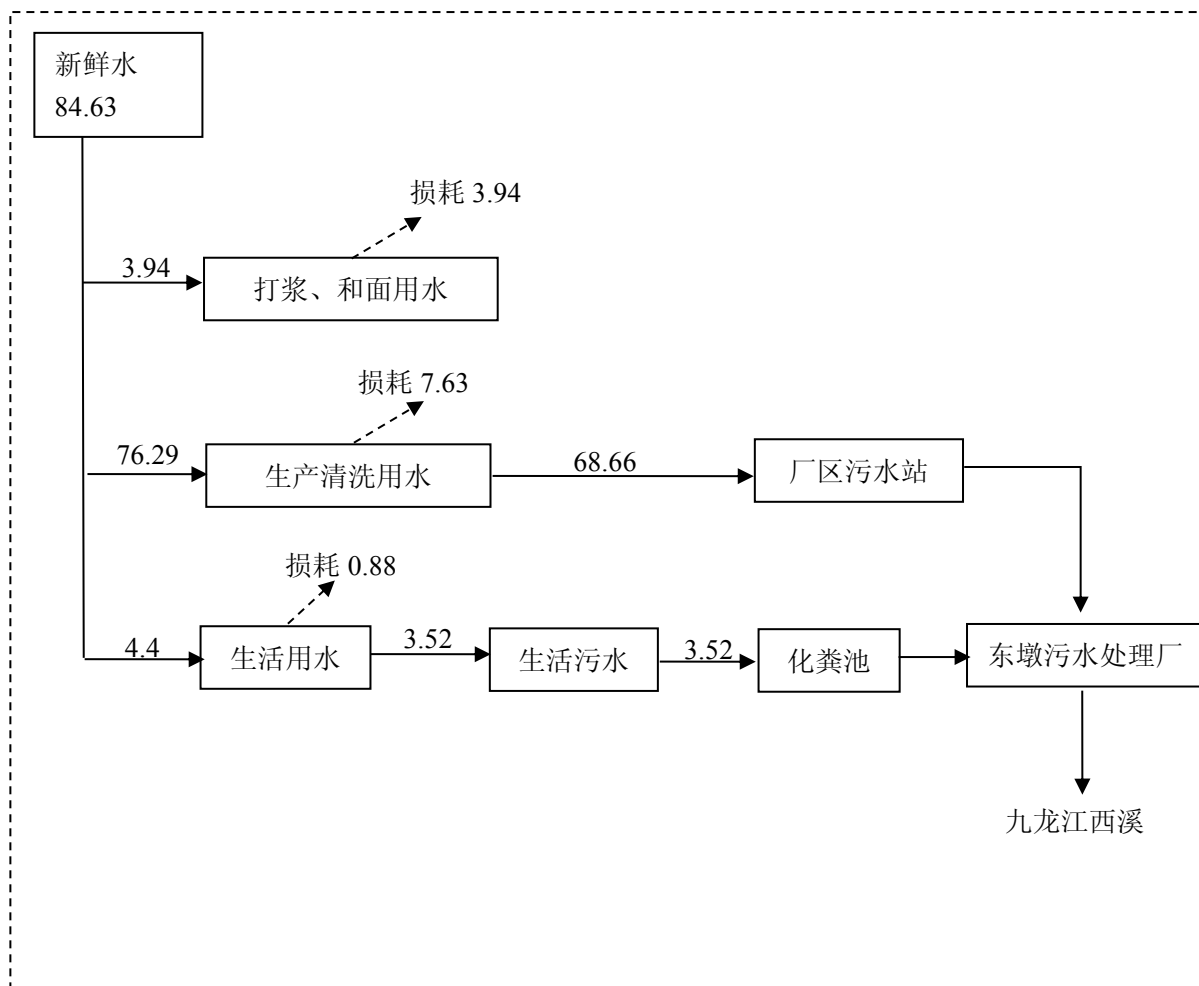 新鲜水
84.63
损耗 3.94
3.94
打浆、和面用水
损耗 7.63
76.29
生产清洗用水
68.66
厂区污水站
损耗 0.88
4.4
生活用水
3.52
生活污水
3.52
化粪池
东墩污水处理厂
九龙江西溪